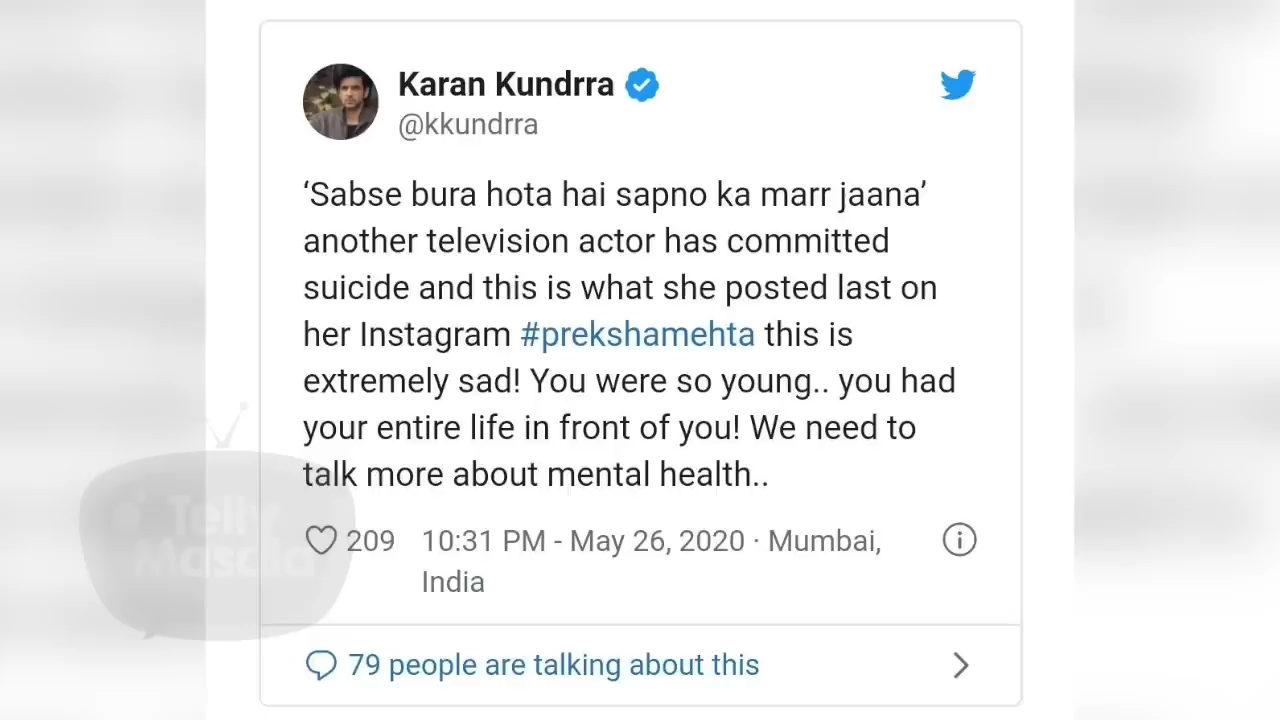 Karan Kundrra
@kkundrra
‘Sabse bura hota hai sapno ka marr jaana’
another television actor has committed
suicide and this is what she posted last on
her Instagram #prekshamehta this is
extremely sad! You were so young.. you had
your entire life in front of you! We need to
talk more about mental health..
209 10:31 PM - May 26, 2020 · Mumbai,
India
Telly
Masala
79 people are talking about this